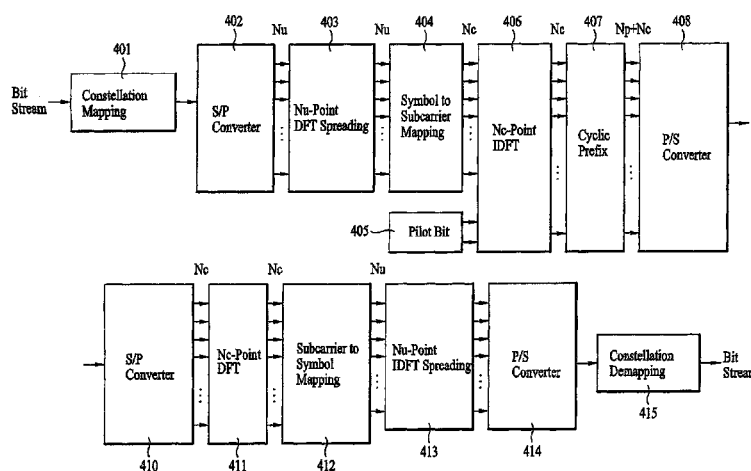 402
403
404
406
407
408
Nu
Nu
Nc
Nc
Np+Nc
401
Bit
Stream
Constellation
Mapping
S/P
Converter
Nu-Point
DFT Spreading
Symbol to
Subcarrier
Mapping
Nc-Point
IDFT
Cyclic
Prefix
P/S
Converter
405
Pilot Bit
Nc
Nc
Nu
S/P
Converter
Nc-Point
DFT
Subcarrier to
Symbol
Mapping
Nu-Point
IDFT Spreading
P/S
Converter
Constellation
Demapping
Bit
Stream
415
410
411
412
413
414